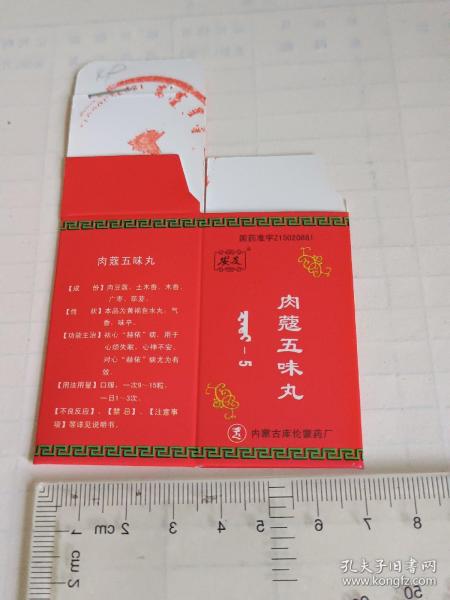 肉蔻五味丸
【成　份】肉豆蔻、土木香、木香、
广枣、荜茇。
【性　状】本品为黄褐色水丸；气
香，味辛。
【功能主治】祛心“赫依”病。用于
心烦失眠，心神不安。
对心“赫依”病尤为有
效。
【用法用量】口服。一次9～15粒，
一日1～3次。
【不良反应】、【禁忌】、【注意事
项】等详见说明书。
国药准字Z15020881
肉蔻五味丸
-5
内蒙古库伦蒙药厂
1 cm 2 3 4 5 6 7 8
cm 2
50
孔夫子旧书网
www.kongfz.com